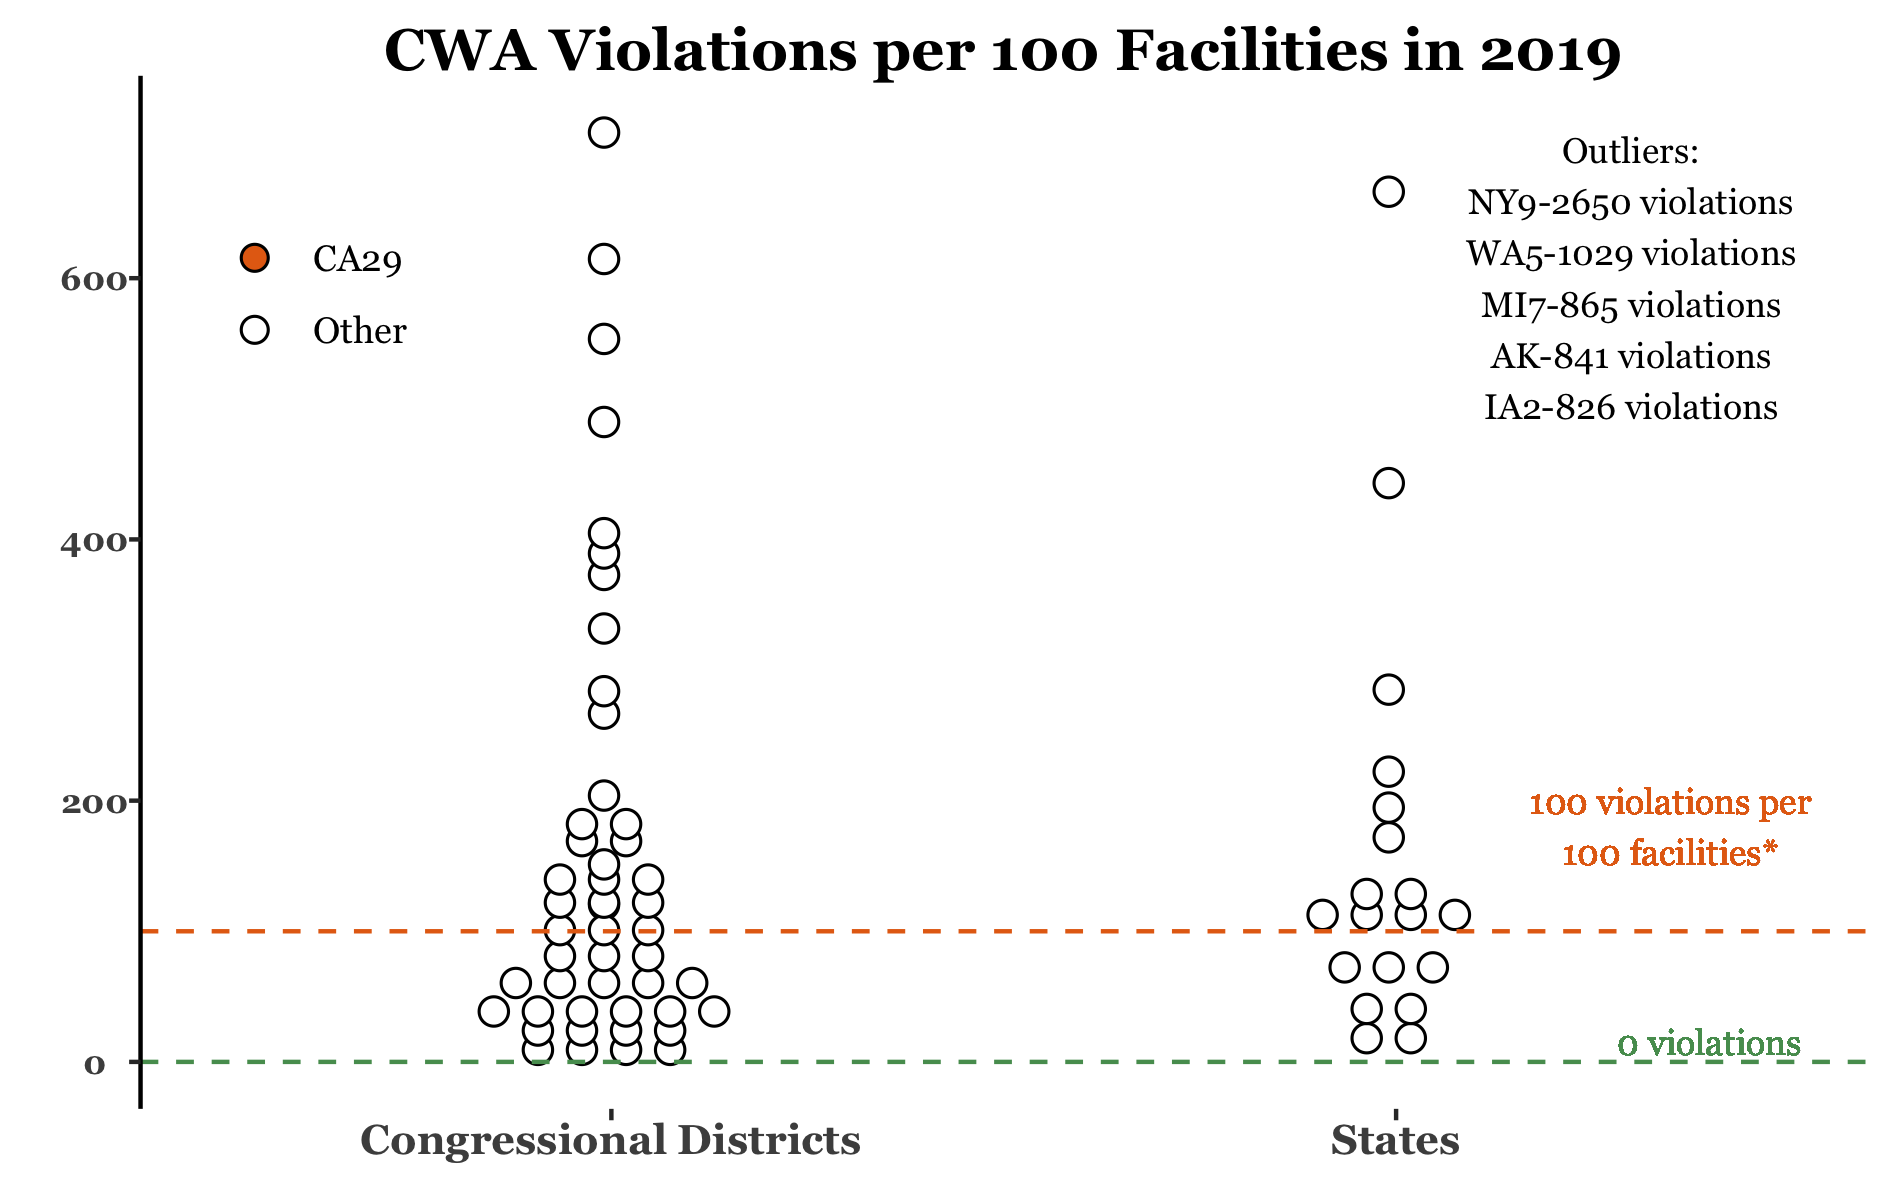 CWA Violations per 100 Facilities in 2019
Outliers:
NY9-2650 violations
WA5-1029 violations
MI7-865 violations
AK-841 violations
IA2-826 violations
CA29
Other
600
400
200
0
100 violations per
100 facilities*
0 violations
Congressional Districts
States